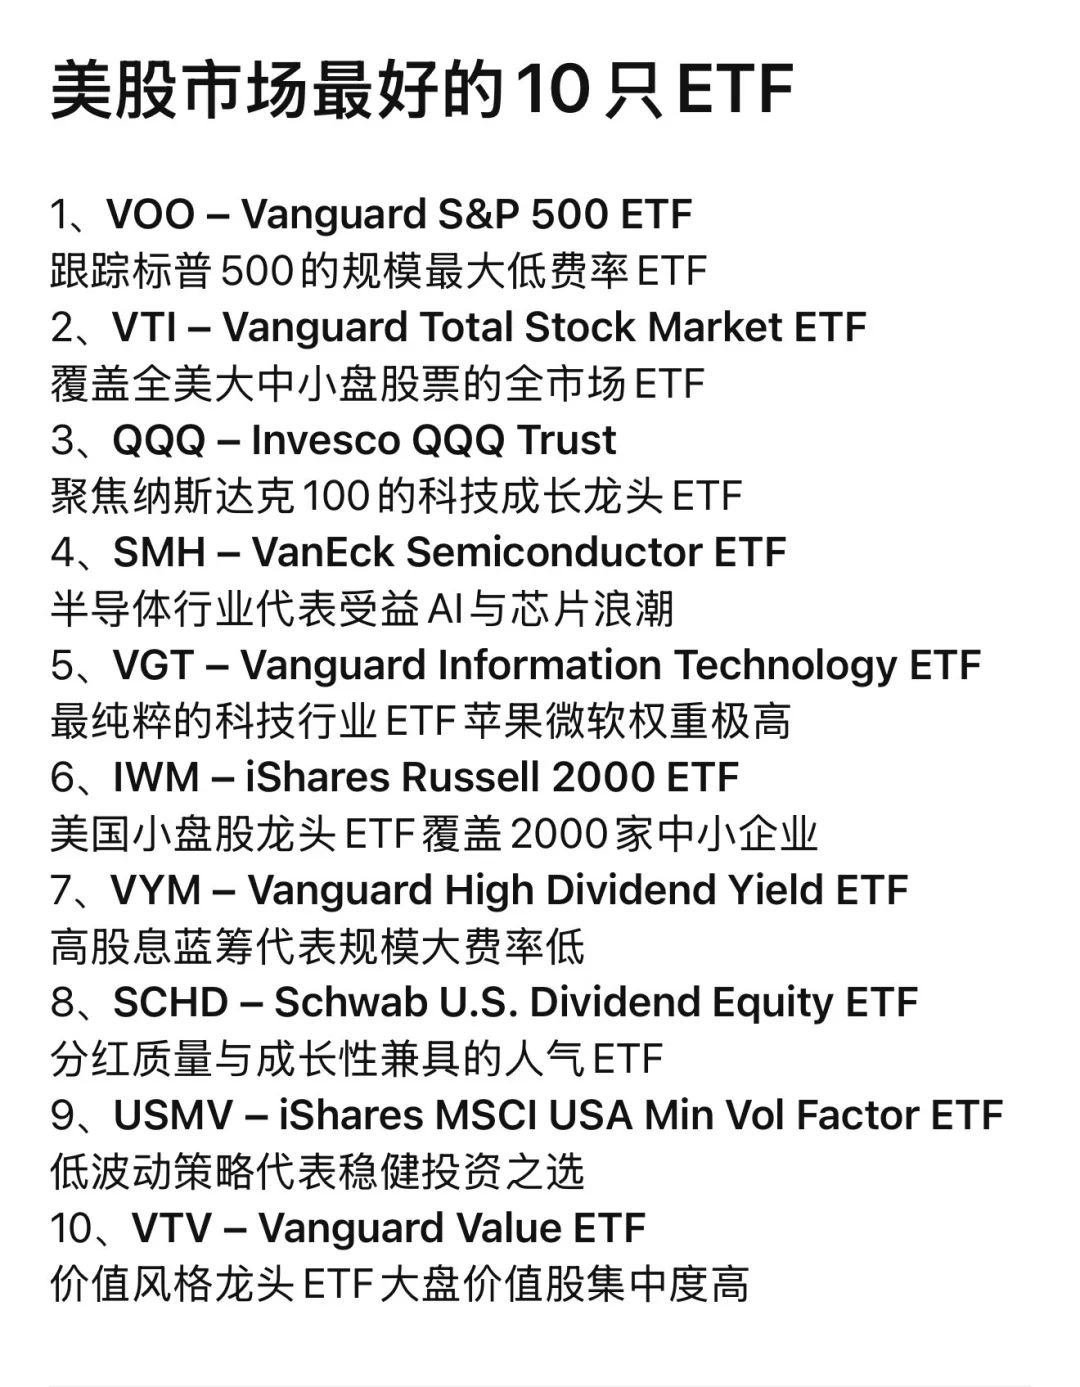 美股市场最好的10只ETF
1、VOO – Vanguard S&P 500 ETF
跟踪标普500的规模最大低费率ETF
2、VTI – Vanguard Total Stock Market ETF
覆盖全美大中小盘股票的全市场ETF
3、QQQ – Invesco QQQ Trust
聚焦纳斯达克100的科技成长龙头ETF
4、SMH – VanEck Semiconductor ETF
半导体行业代表受益AI与芯片浪潮
5、VGT – Vanguard Information Technology ETF
最纯粹的科技行业ETF苹果微软权重极高
6、IWM – iShares Russell 2000 ETF
美国小盘股龙头ETF覆盖2000家中小企业
7、VYM – Vanguard High Dividend Yield ETF
高股息蓝筹代表规模大费率低
8、SCHD – Schwab U.S. Dividend Equity ETF
分红质量与成长性兼具的人气ETF
9、USMV – iShares MSCI USA Min Vol Factor ETF
低波动策略代表稳健投资之选
10、VTV – Vanguard Value ETF
价值风格龙头ETF大盘价值股集中度高